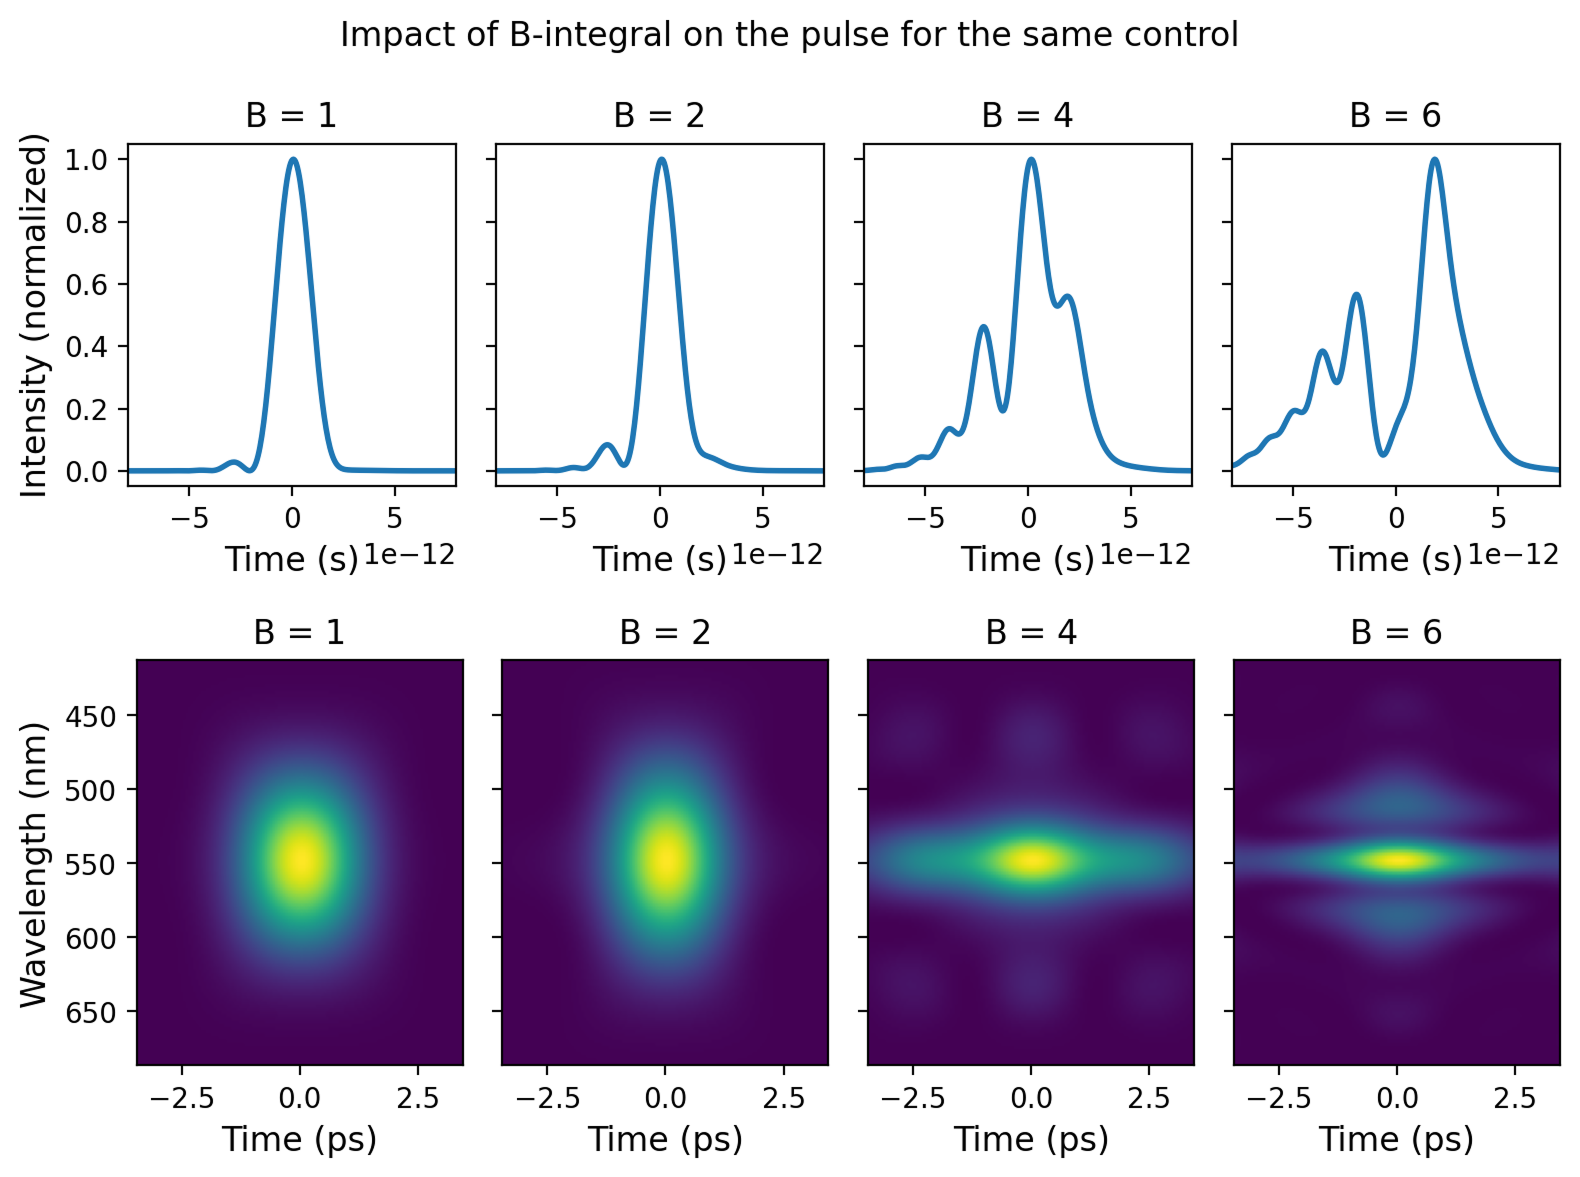 Impact of B-integral on the pulse for the same control
B = 1
B = 2
B = 4
B = 6
Intensity (normalized)
1.0
0.8
0.6
0.4
0.2
0.0
−5 0 5
−5 0 5
−5 0 5
−5 0 5
Time (s) 1e−12
Time (s) 1e−12
Time (s) 1e−12
Time (s) 1e−12
B = 1
B = 2
B = 4
B = 6
Wavelength (nm)
450
500
550
600
650
−2.5 0.0 2.5
−2.5 0.0 2.5
−2.5 0.0 2.5
−2.5 0.0 2.5
Time (ps)
Time (ps)
Time (ps)
Time (ps)